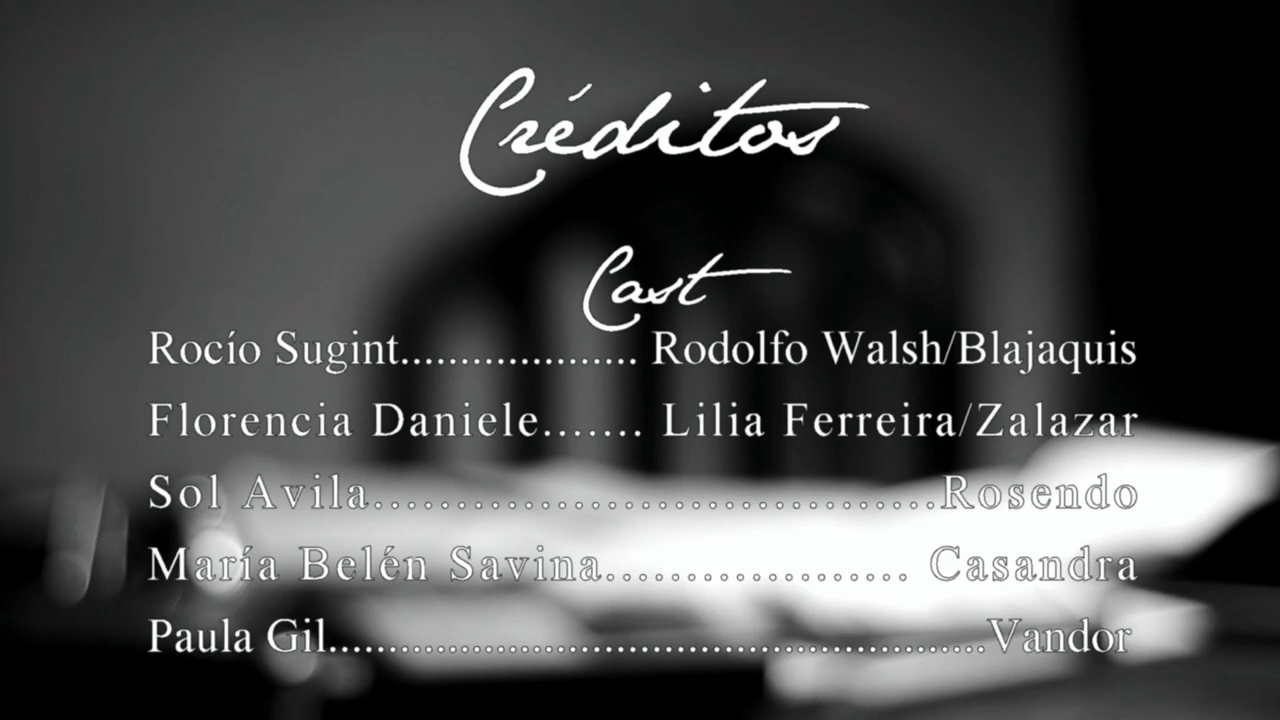 Créditos
Cast
Rocío Sugint.................... Rodolfo Walsh/Blajaquis
Florencia Daniele....... Lilia Ferreira/Zalazar
Sol Avila..................................Rosendo
María Belén Savina................... Casandra
Paula Gil.......................................................Vandor